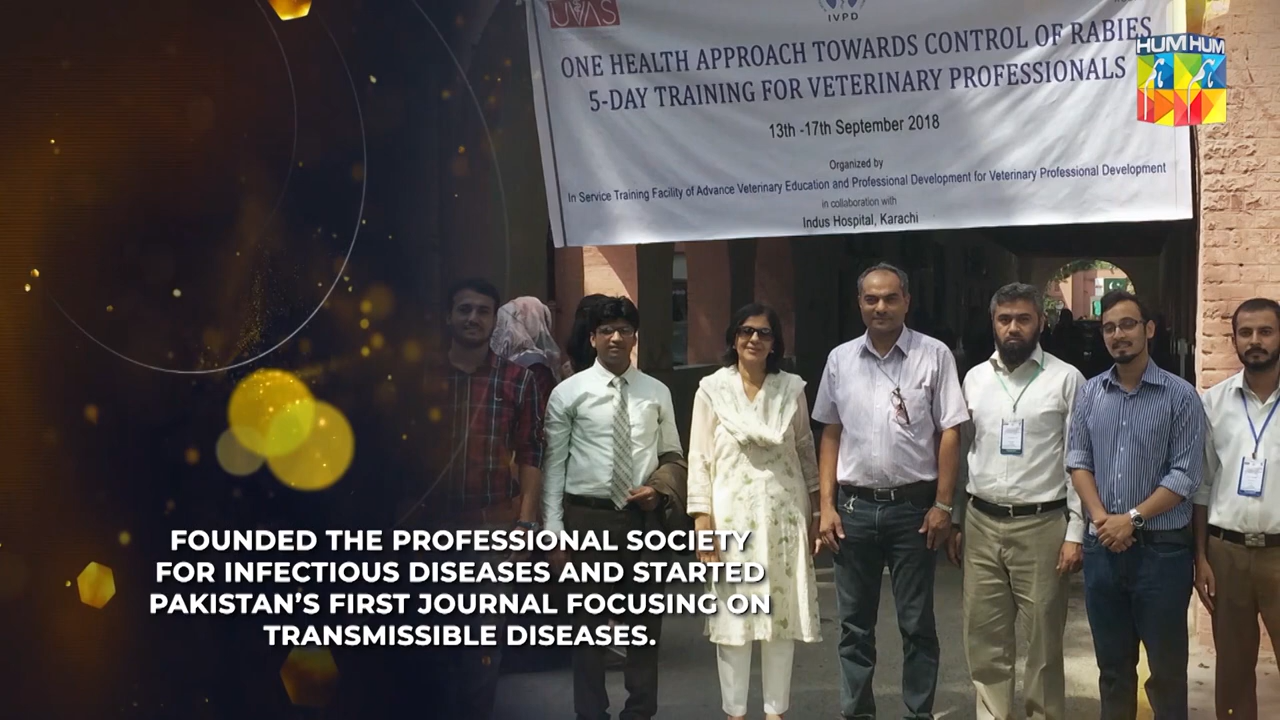 UVAS
IVPD
ONE HEALTH APPROACH TOWARDS CONTROL OF RABIES
5-DAY TRAINING FOR VETERINARY PROFESSIONALS
13th -17th September 2018
Organized by
In Service Training Facility of Advance Veterinary Education and Professional Development for Veterinary Professional Development
in collaboration with
Indus Hospital, Karachi
HUM HUM
FOUNDED THE PROFESSIONAL SOCIETY
FOR INFECTIOUS DISEASES AND STARTED
PAKISTAN’S FIRST JOURNAL FOCUSING ON
TRANSMISSIBLE DISEASES.